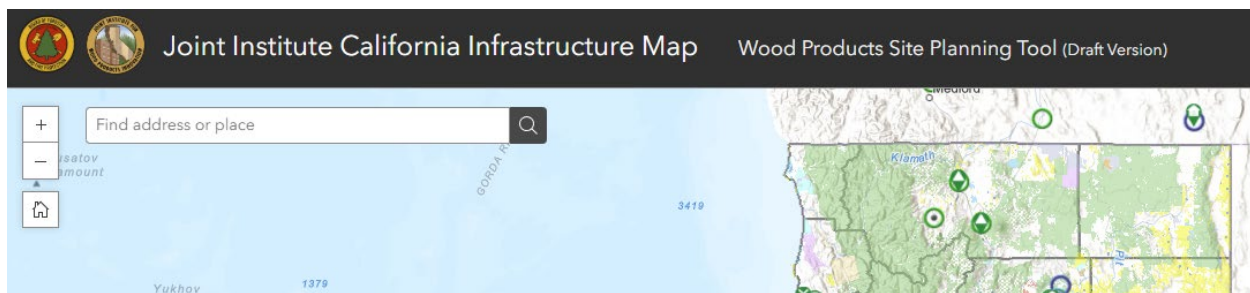 Joint Institute California Infrastructure Map
Wood Products Site Planning Tool (Draft Version)
Find address or place
+
−
GORDA
Medford
Klamath
3419
Pit
Yukhov
1379